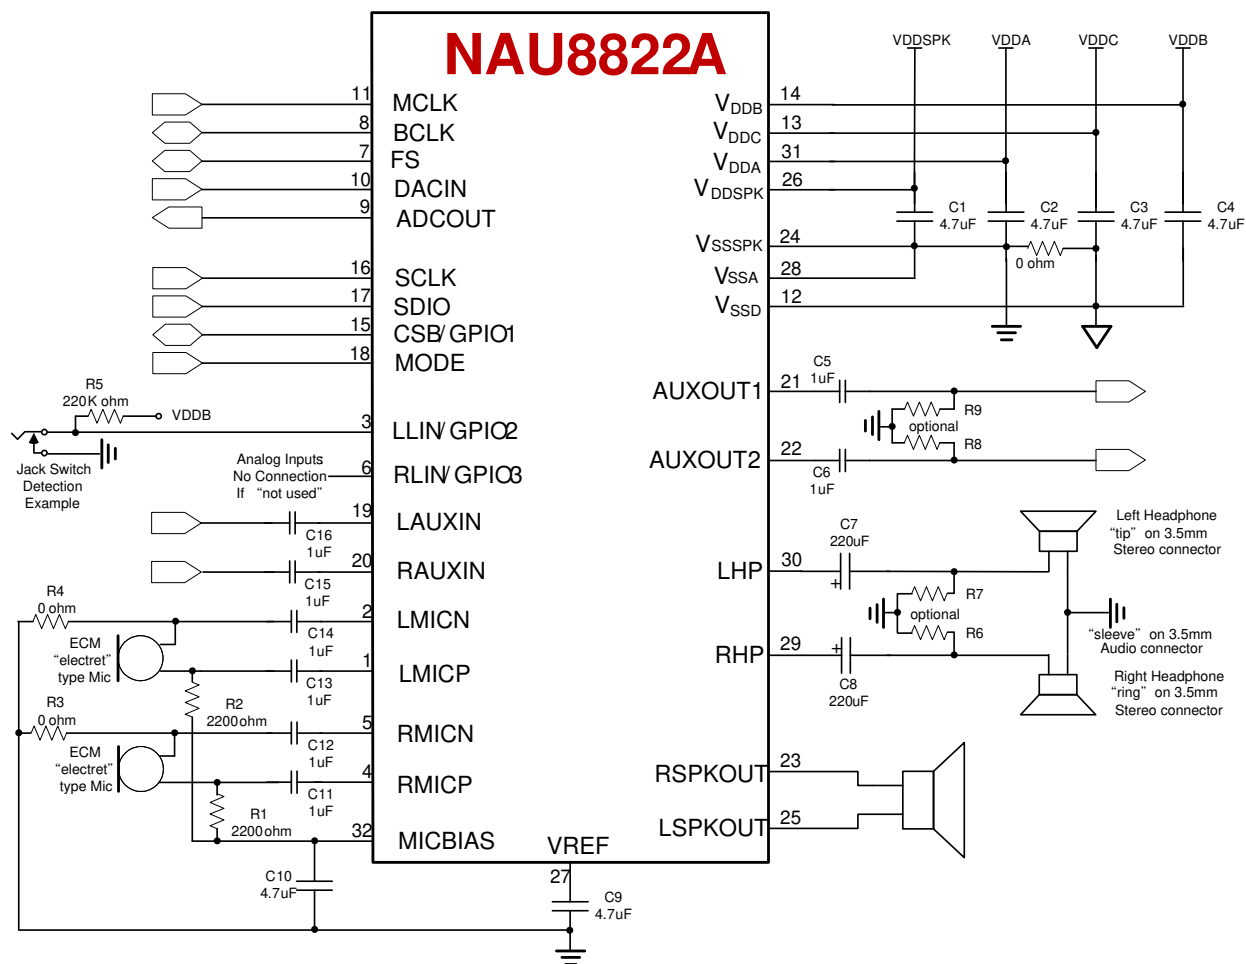 NAU8822A
VDDSPK
VDDA
VDDC
VDDB
11
MCLK
8
BCLK
7
FS
10
DACIN
9
ADCOUT
16
SCLK
17
SDIO
15
CSB/GPIO1
18
MODE
R5
220K ohm
VDDB
3
LLIN/GPIO2
Jack Switch
Detection
Example
Analog Inputs
No Connection
If “not used”
6
RLIN/GPIO3
19
LAUXIN
C16
1uF
20
RAUXIN
C15
1uF
R4
0 ohm
2
LMICN
C14
1uF
ECM
“electret”
type Mic
1
LMICP
C13
1uF
R3
0 ohm
R2
2200ohm
5
RMICN
C12
1uF
ECM
“electret”
type Mic
4
RMICP
C11
1uF
R1
2200ohm
32
MICBIAS
C10
4.7uF
VREF
27
C9
4.7uF
VDDB
14
VDDC
13
VDDA
31
VDDSPK
26
C1
4.7uF
C2
4.7uF
C3
4.7uF
C4
4.7uF
VSSSPK
24
0 ohm
VSSA
28
VSSD
12
AUXOUT1
21
C5
1uF
R9
optional
R8
AUXOUT2
22
C6
1uF
C7
220uF
LHP
30
+
R7
optional
R6
RHP
29
+
C8
220uF
Left Headphone
“tip” on 3.5mm
Stereo connector
“sleeve” on 3.5mm
Audio connector
Right Headphone
“ring” on 3.5mm
Stereo connector
RSPKOUT
23
LSPKOUT
25